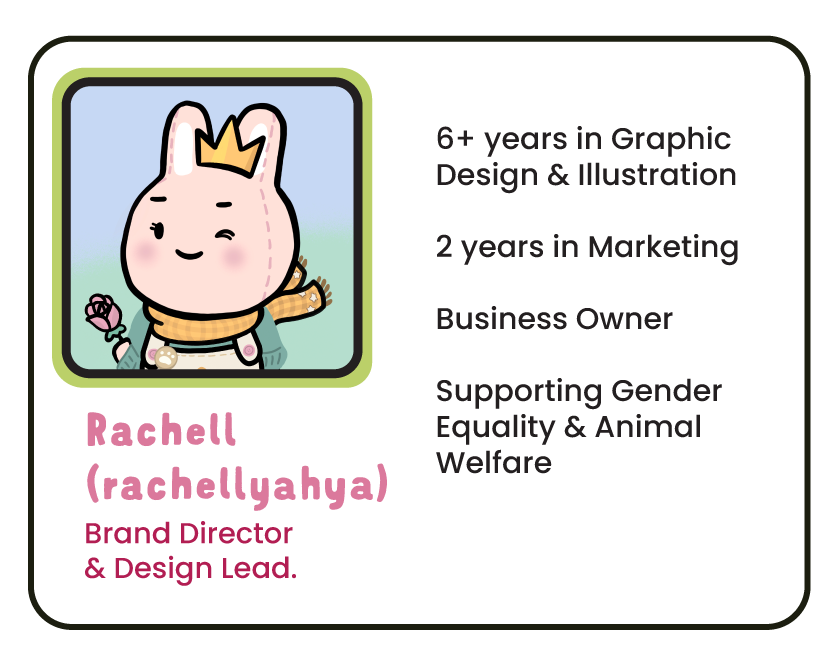 Rachell
(rachellyahya)
Brand Director
& Design Lead.
6+ years in Graphic
Design & Illustration
2 years in Marketing
Business Owner
Supporting Gender
Equality & Animal
Welfare